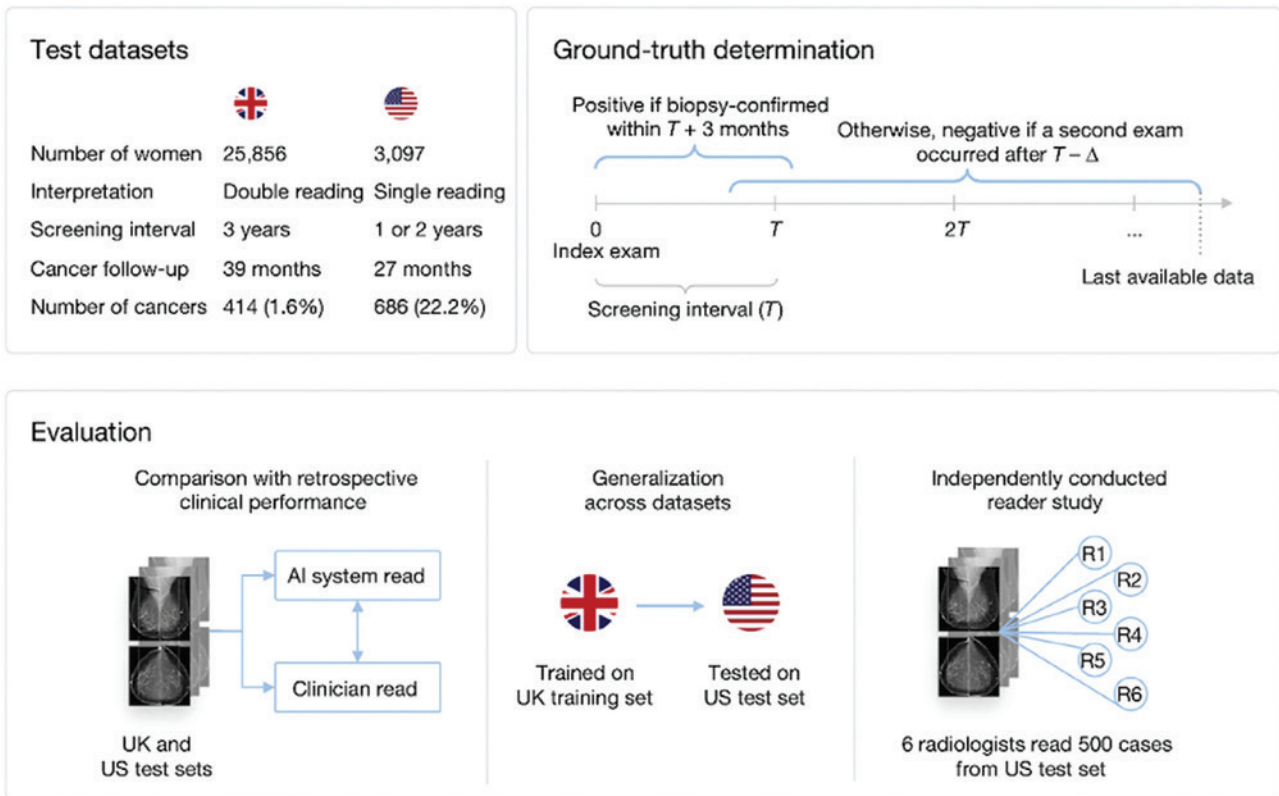 Test datasets
Number of women 25,856 3,097
Interpretation Double reading Single reading
Screening interval 3 years 1 or 2 years
Cancer follow-up 39 months 27 months
Number of cancers 414 (1.6%) 686 (22.2%)
Ground-truth determination
Positive if biopsy-confirmed
within T + 3 months
Otherwise, negative if a second exam
occurred after T – Δ
0 T 2T ...
Index exam
Last available data
Screening interval (T)
Evaluation
Comparison with retrospective
clinical performance
AI system read
Clinician read
UK and
US test sets
Generalization
across datasets
Trained on
UK training set
Tested on
US test set
Independently conducted
reader study
R1
R2
R3
R4
R5
R6
6 radiologists read 500 cases
from US test set